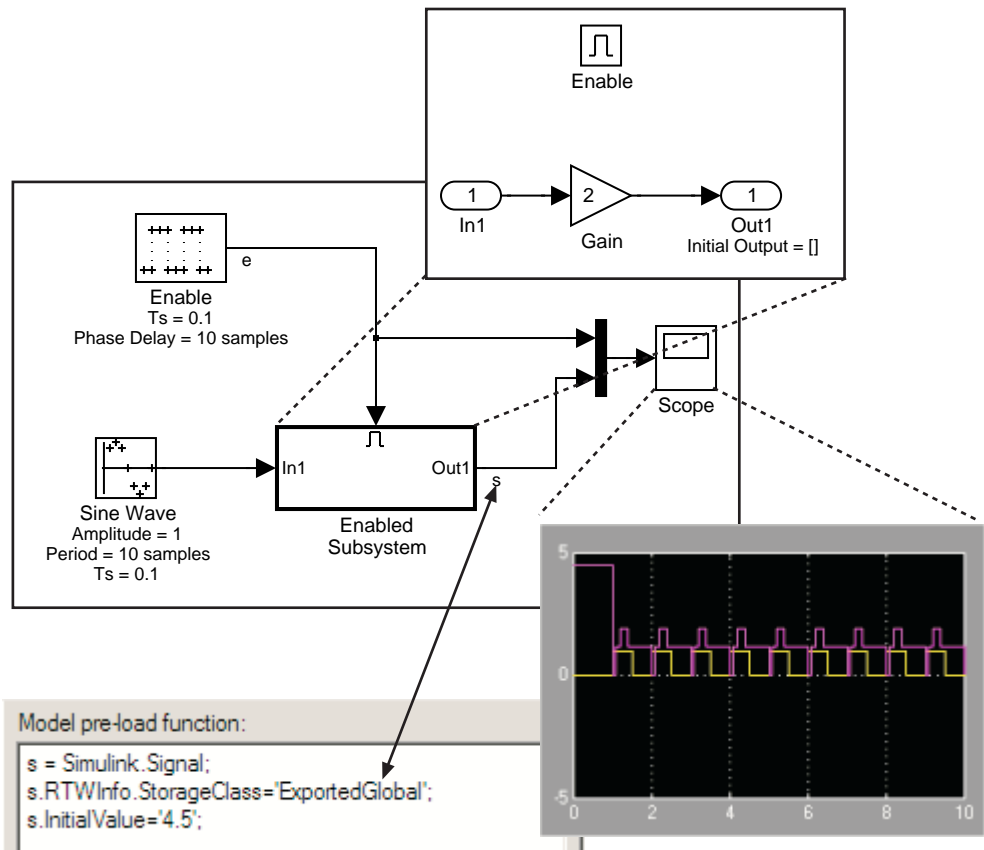 Enable
1
In1
2
Gain
1
Out1
Initial Output = []
e
Enable
Ts = 0.1
Phase Delay = 10 samples
Scope
In1
Out1
s
Enabled
Subsystem
Sine Wave
Amplitude = 1
Period = 10 samples
Ts = 0.1
5
0
-5
0 2 4 6 8 10
Model pre-load function:
s = Simulink.Signal;
s.RTWInfo.StorageClass='ExportedGlobal';
s.InitialValue='4.5';